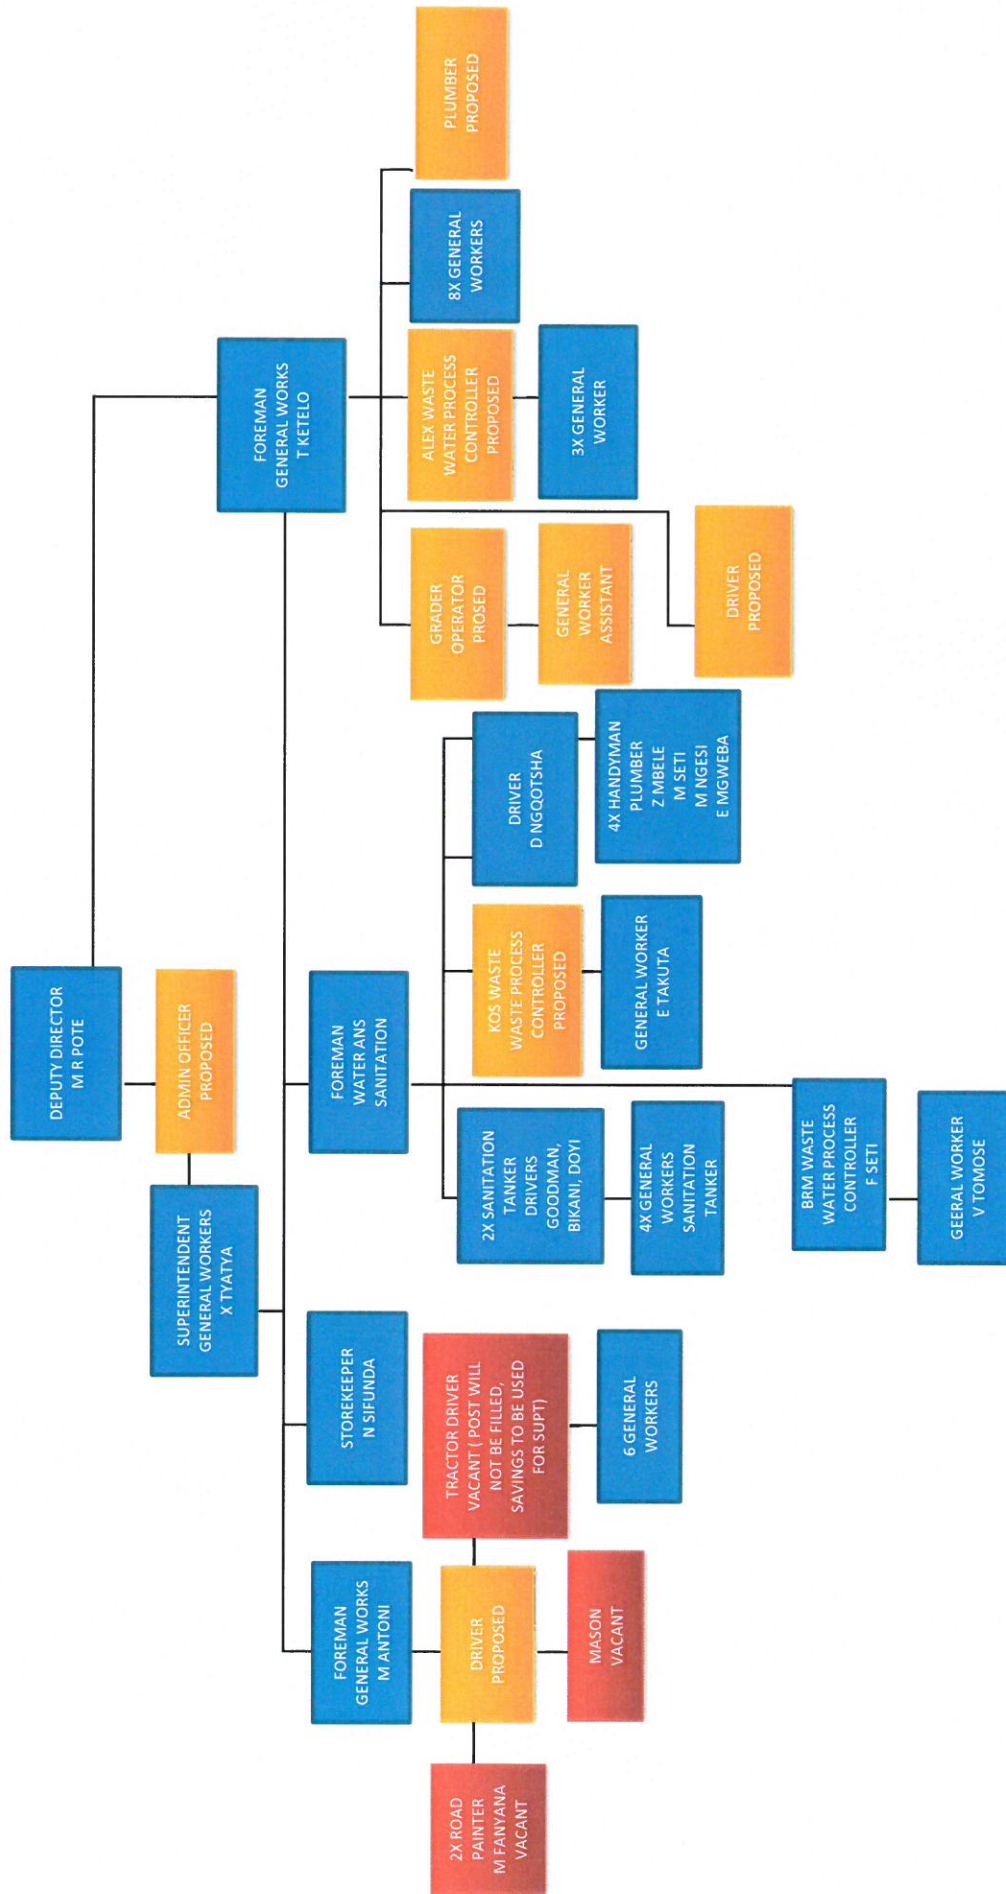 DEPUTY DIRECTOR
M R POTE
ADMIN OFFICER
PROPOSED
SUPERINTENDENT
GENERAL WORKERS
X TYATYA
FOREMAN
GENERAL WORKS
M ANTONI
STOREKEEPER
N SIFUNDA
FOREMAN
WATER ANS
SANITATION
FOREMAN
GENERAL WORKS
T KETELO
2X ROAD
PAINTER
M FANYANA
VACANT
DRIVER
PROPOSED
TRACTOR DRIVER
VACANT ( POST WILL
NOT BE FILLED,
SAVINGS TO BE USED
FOR SUPT)
MASON
VACANT
6 GENERAL
WORKERS
2X SANITATION
TANKER
DRIVERS
GOODMAN,
BIKANI, DOYI
4X GENERAL
WORKERS
SANITATION
TANKER
KOS WASTE
WASTE PROCESS
CONTROLLER
PROPOSED
GENERAL WORKER
E TAKUTA
DRIVER
D NGQOTSHA
4X HANDYMAN
PLUMBER
Z MBELE
M SETI
M NGESI
E MGWEBA
BRM WASTE
WATER PROCESS
CONTROLLER
F SETI
GEERAL WORKER
V TOMOSE
GRADER
OPERATOR
PROSED
GENERAL
WORKER
ASSISTANT
DRIVER
PROPOSED
ALEX WASTE
WATER PROCESS
CONTROLLER
PROPOSED
3X GENERAL
WORKER
8X GENERAL
WORKERS
PLUMBER
PROPOSED